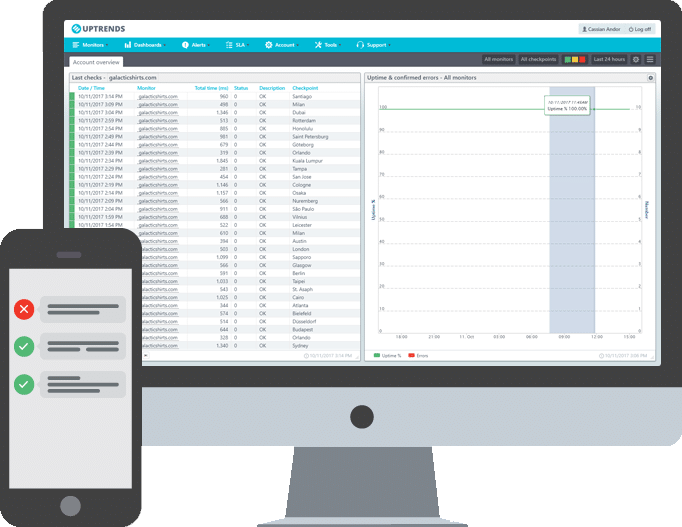 UPTRENDS
Cassian Andor Log off
Monitors Dashboards Alerts SLA Account Tools Support
Account overview
All monitors All checkpoints Last 24 hours
Last checks - galacticshirts.com
Date / Time Monitor Total time (ms) Status Description Checkpoint
10/11/2017 3:14 PM galacticshirts.com 960 0 OK Santiago
10/11/2017 3:09 PM galacticshirts.com 498 0 OK Milan
10/11/2017 3:04 PM galacticshirts.com 1,346 0 OK Dubai
10/11/2017 2:59 PM galacticshirts.com 513 0 OK Rotterdam
10/11/2017 2:54 PM galacticshirts.com 885 0 OK Honolulu
10/11/2017 2:49 PM galacticshirts.com 981 0 OK Saint Petersburg
10/11/2017 2:44 PM galacticshirts.com 679 0 OK Göteborg
10/11/2017 2:39 PM galacticshirts.com 319 0 OK Orlando
10/11/2017 2:34 PM galacticshirts.com 1,845 0 OK Kuala Lumpur
10/11/2017 2:29 PM galacticshirts.com 281 0 OK Tampa
10/11/2017 2:24 PM galacticshirts.com 454 0 OK San Jose
10/11/2017 2:19 PM galacticshirts.com 1,146 0 OK Cologne
10/11/2017 2:14 PM galacticshirts.com 1,157 0 OK Osaka
10/11/2017 2:09 PM galacticshirts.com 366 0 OK Nuremberg
10/11/2017 2:04 PM galacticshirts.com 911 0 OK São Paulo
10/11/2017 1:59 PM galacticshirts.com 688 0 OK Vilnius
10/11/2017 1:54 PM galacticshirts.com 522 0 OK Leicester
galacticshirts.com 610 0 OK Milan
galacticshirts.com 394 0 OK Austin
galacticshirts.com 503 0 OK London
galacticshirts.com 1,099 0 OK Sapporo
galacticshirts.com 566 0 OK Glasgow
galacticshirts.com 591 0 OK Berlin
galacticshirts.com 1,033 0 OK Taipei
galacticshirts.com 543 0 OK St. Asaph
galacticshirts.com 1,025 0 OK Cairo
galacticshirts.com 344 0 OK Atlanta
galacticshirts.com 574 0 OK Bielefeld
galacticshirts.com 514 0 OK Dusseldorf
galacticshirts.com 644 0 OK Budapest
galacticshirts.com 328 0 OK Orlando
galacticshirts.com 1,340 0 OK Sydney
10/11/2017 3:14 PM
Uptime & confirmed errors - All monitors
Uptime % 100.00%
100
90
80
70
60
50
40
30
20
10
0
Uptime %
10
9
8
7
6
5
4
3
2
1
0
Number
18:00 21:00 11. Oct 03:00 06:00 09:00 12:00 15:00
Uptime % Errors